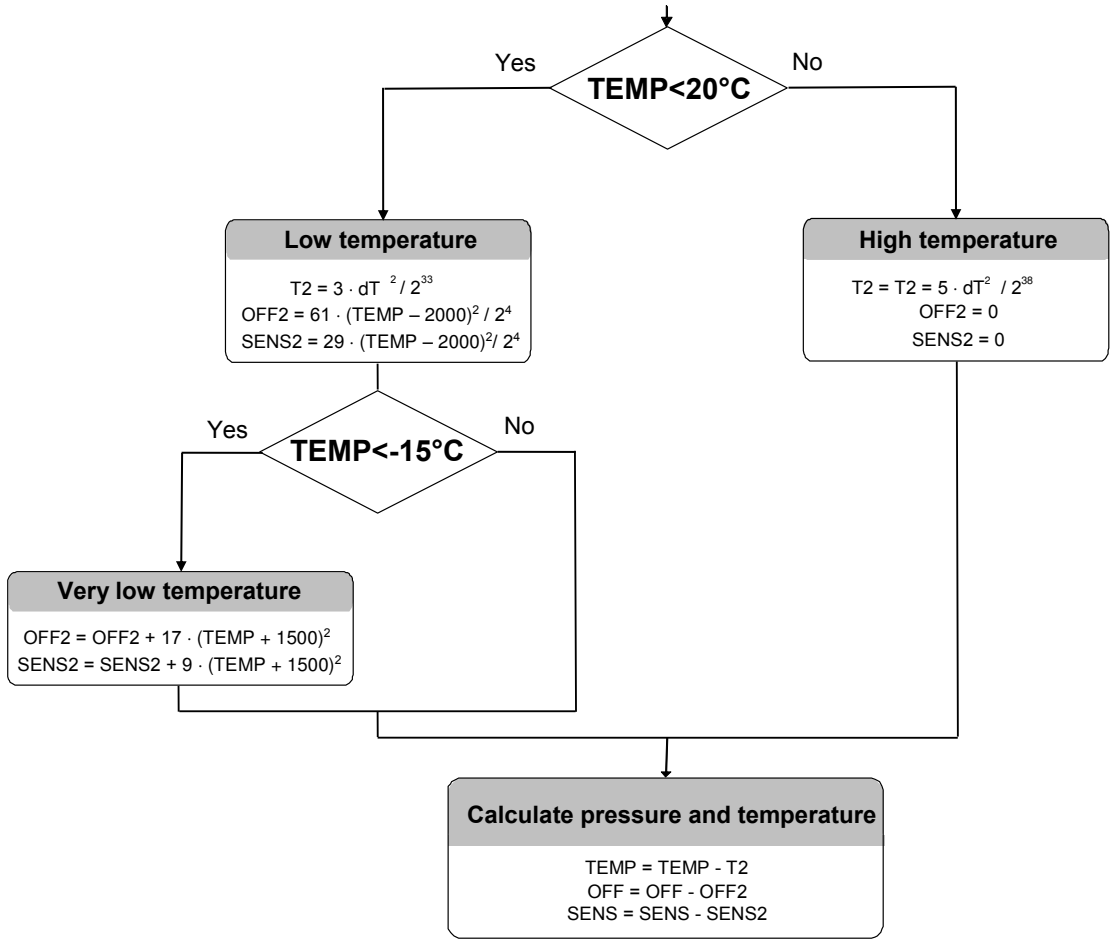 Yes
TEMP<20°C
No
Low temperature
T2 = 3 · dT ² / 2³³
OFF2 = 61 · (TEMP – 2000)² / 2⁴
SENS2 = 29 · (TEMP – 2000)²/ 2⁴
High temperature
T2 = T2 = 5 · dT² / 2³⁸
OFF2 = 0
SENS2 = 0
Yes
TEMP<-15°C
No
Very low temperature
OFF2 = OFF2 + 17 · (TEMP + 1500)²
SENS2 = SENS2 + 9 · (TEMP + 1500)²
Calculate pressure and temperature
TEMP = TEMP - T2
OFF = OFF - OFF2
SENS = SENS - SENS2